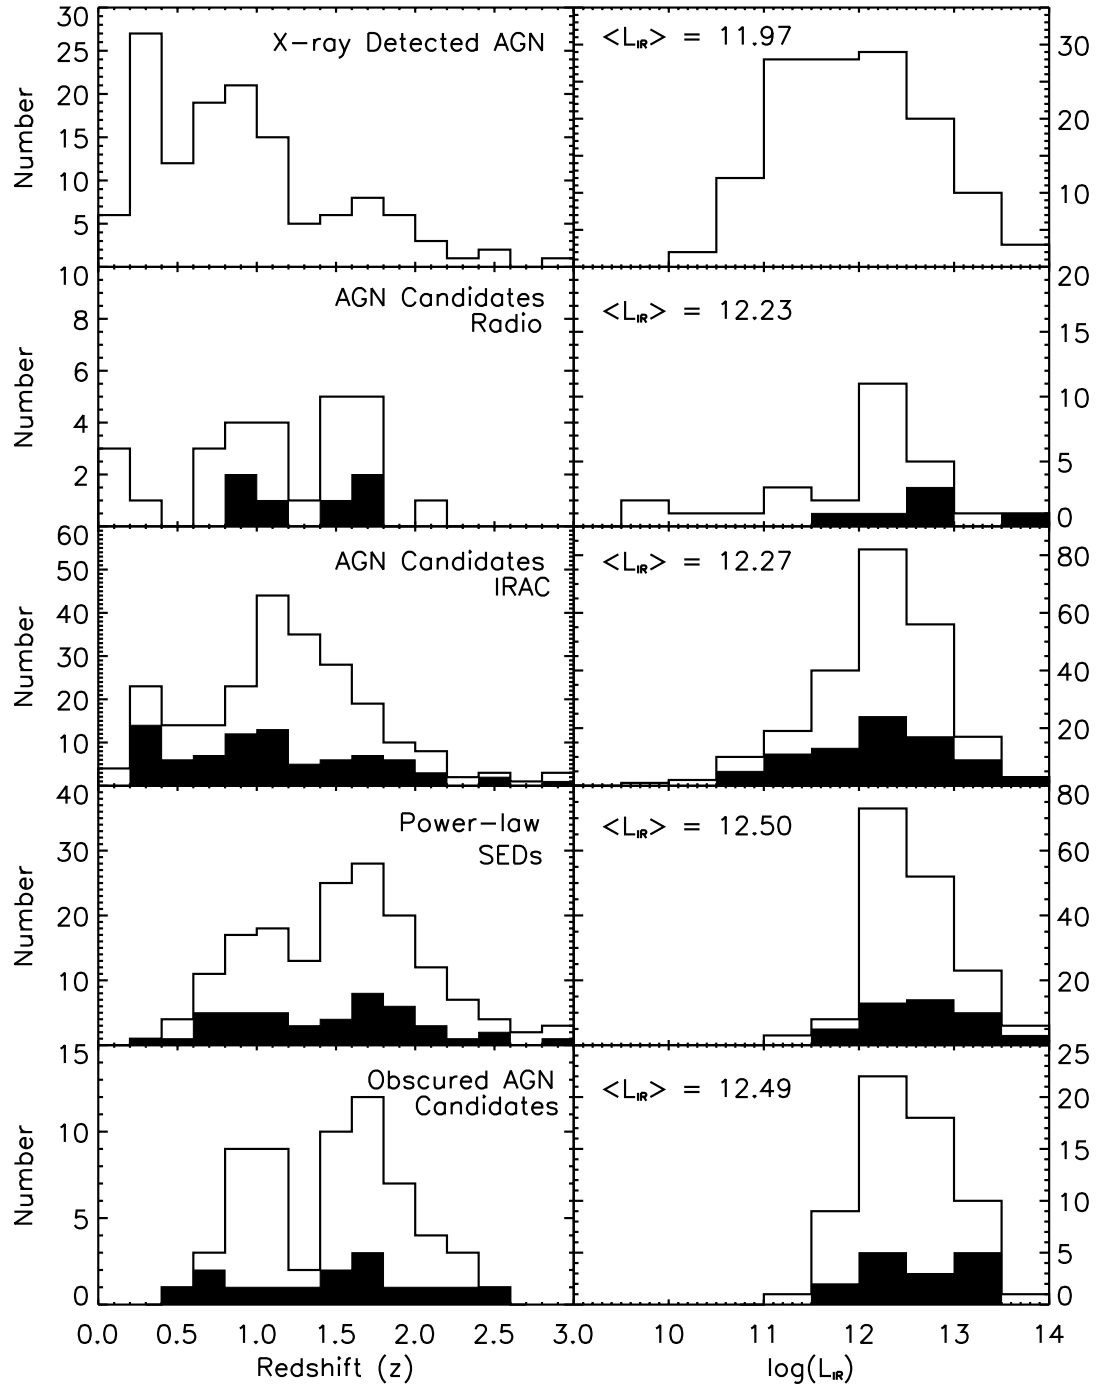 30
25
20
15
10
5
Number
X-ray Detected AGN
<L_IR> = 11.97
30
20
10
10
8
6
4
2
Number
AGN Candidates
Radio
<L_IR> = 12.23
20
15
10
5
0
60
50
40
30
20
10
Number
AGN Candidates
IRAC
<L_IR> = 12.27
80
60
40
20
40
30
20
10
Number
Power-law
SEDs
<L_IR> = 12.50
80
60
40
20
15
10
5
0
Number
Obscured AGN
Candidates
<L_IR> = 12.49
25
20
15
10
5
0
0.0 0.5 1.0 1.5 2.0 2.5 3.0 10 11 12 13 14
Redshift (z)
log(L_IR)